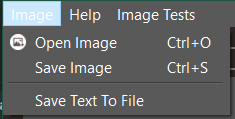 Image Help Image Tests
Open Image Ctrl+O
Save Image Ctrl+S
Save Text To File